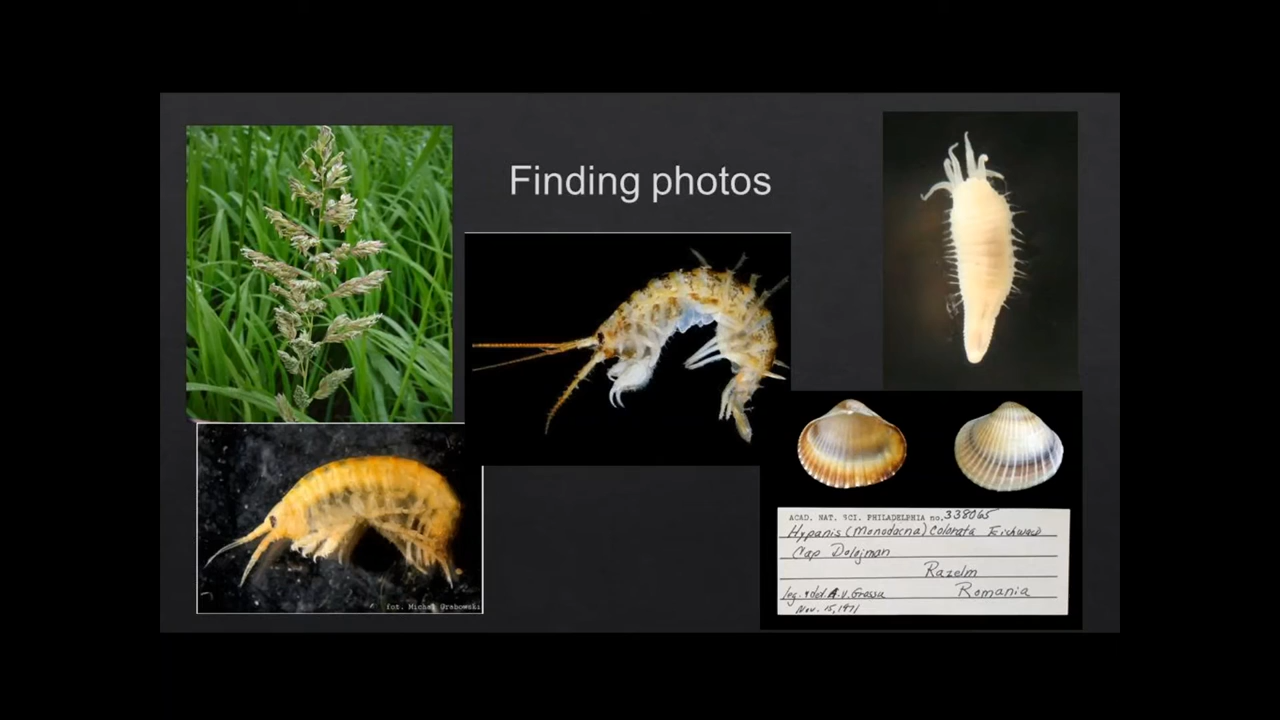 Finding photos
ACAD. NAT. SCI. PHILADELPHIA no. 338065
Hypanis (Monodacna) Colorata Eichwald
Cap Dolojman
Razelm
Romania
leg. + det. A.V. Grossu
Nov. 15, 1971
fot. Michał Grabowski